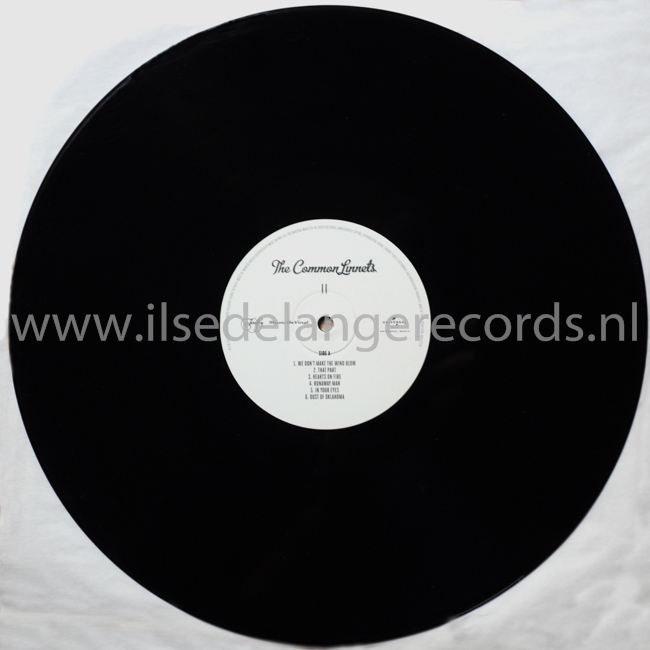 The Common Linnets
II
www.ilsedelangerecords.nl
SIDE A
1. WE DON'T MAKE THE WIND BLOW
2. THAT PART
3. HEARTS ON FIRE
4. RUNAWAY MAN
5. IN YOUR EYES
6. DUST OF OKLAHOMA